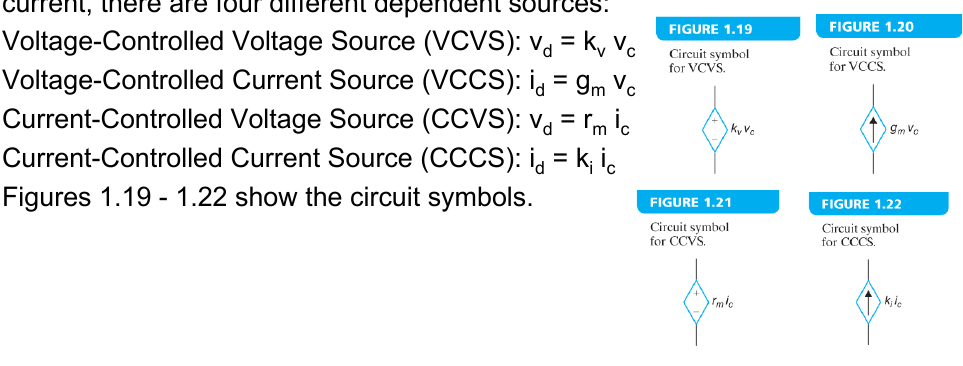 current, there are four different dependent sources:
Voltage-Controlled Voltage Source (VCVS): v_d = k_v v_c
Voltage-Controlled Current Source (VCCS): i_d = g_m v_c
Current-Controlled Voltage Source (CCVS): v_d = r_m i_c
Current-Controlled Current Source (CCCS): i_d = k_i i_c
Figures 1.19 - 1.22 show the circuit symbols.
FIGURE 1.19
Circuit symbol
for VCVS.
+
−
k_v v_c
FIGURE 1.20
Circuit symbol
for VCCS.
g_m v_c
FIGURE 1.21
Circuit symbol
for CCVS.
+
−
r_m i_c
FIGURE 1.22
Circuit symbol
for CCCS.
k_i i_c